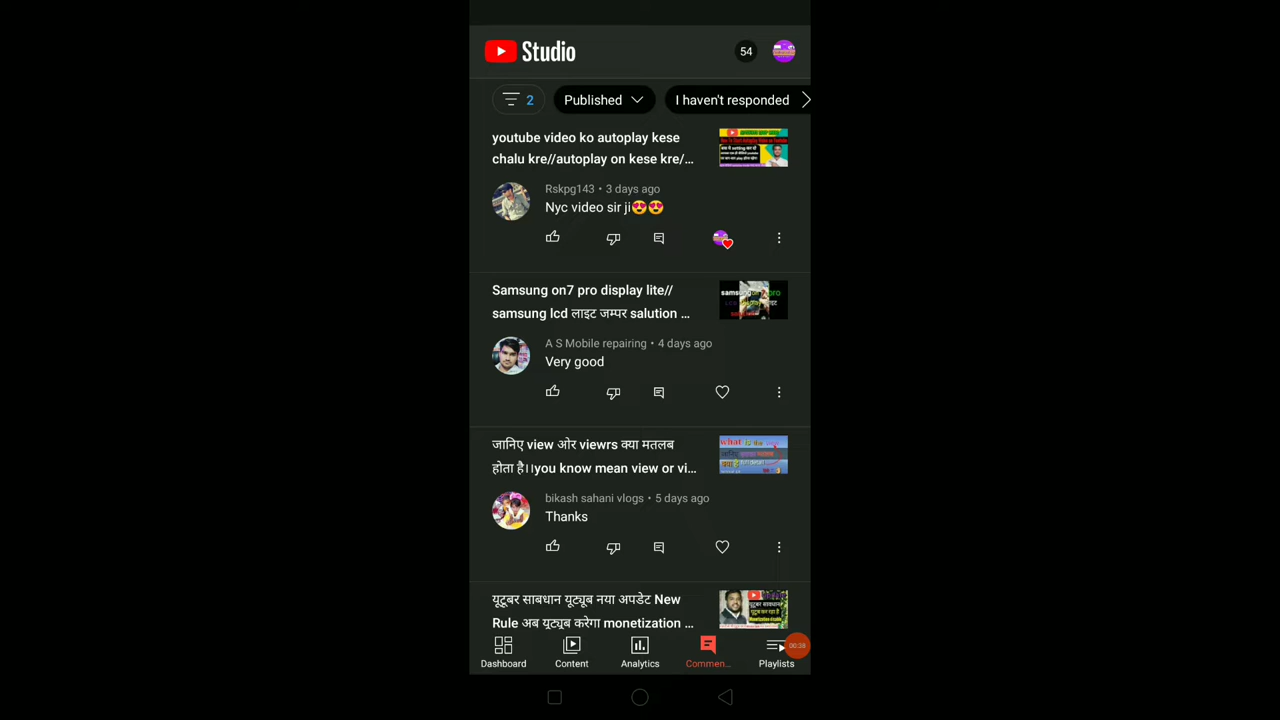 Studio
54
2
Published
I haven't responded
youtube video ko autoplay kese
chalu kre//autoplay on kese kre/...
Rskpg143 • 3 days ago
Nyc video sir ji😍😍
Samsung on7 pro display lite//
samsung lcd लाइट जम्पर salution ...
A S Mobile repairing • 4 days ago
Very good
जानिए view ओर viewrs क्या मतलब
होता है।।you know mean view or vi...
bikash sahani vlogs • 5 days ago
Thanks
यूटूबर साबधान यूट्यूब नया अपडेट New
Rule अब यूट्यूब करेगा monetization ...
Dashboard
Content
Analytics
Commen...
Playlists
00:38